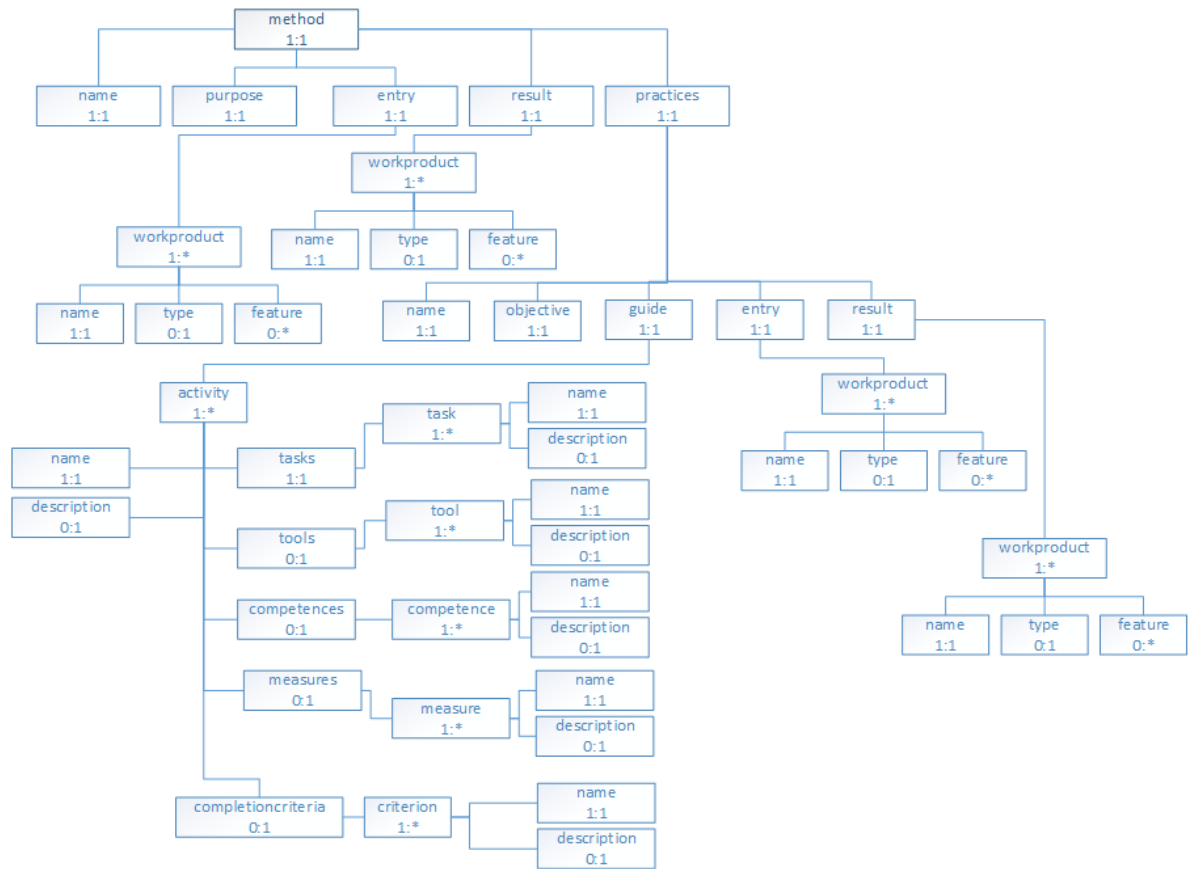 method
1:1
name
1:1
purpose
1:1
entry
1:1
result
1:1
practices
1:1
workproduct
1:*
name
1:1
type
0:1
feature
0:*
workproduct
1:*
name
1:1
type
0:1
feature
0:*
name
1:1
objective
1:1
guide
1:1
entry
1:1
result
1:1
workproduct
1:*
name
1:1
type
0:1
feature
0:*
workproduct
1:*
name
1:1
type
0:1
feature
0:*
activity
1:*
name
1:1
description
0:1
tasks
1:1
task
1:*
name
1:1
description
0:1
tools
0:1
tool
1:*
name
1:1
description
0:1
competences
0:1
competence
1:*
name
1:1
description
0:1
measures
0:1
measure
1:*
name
1:1
description
0:1
completioncriteria
0:1
criterion
1:*
name
1:1
description
0:1